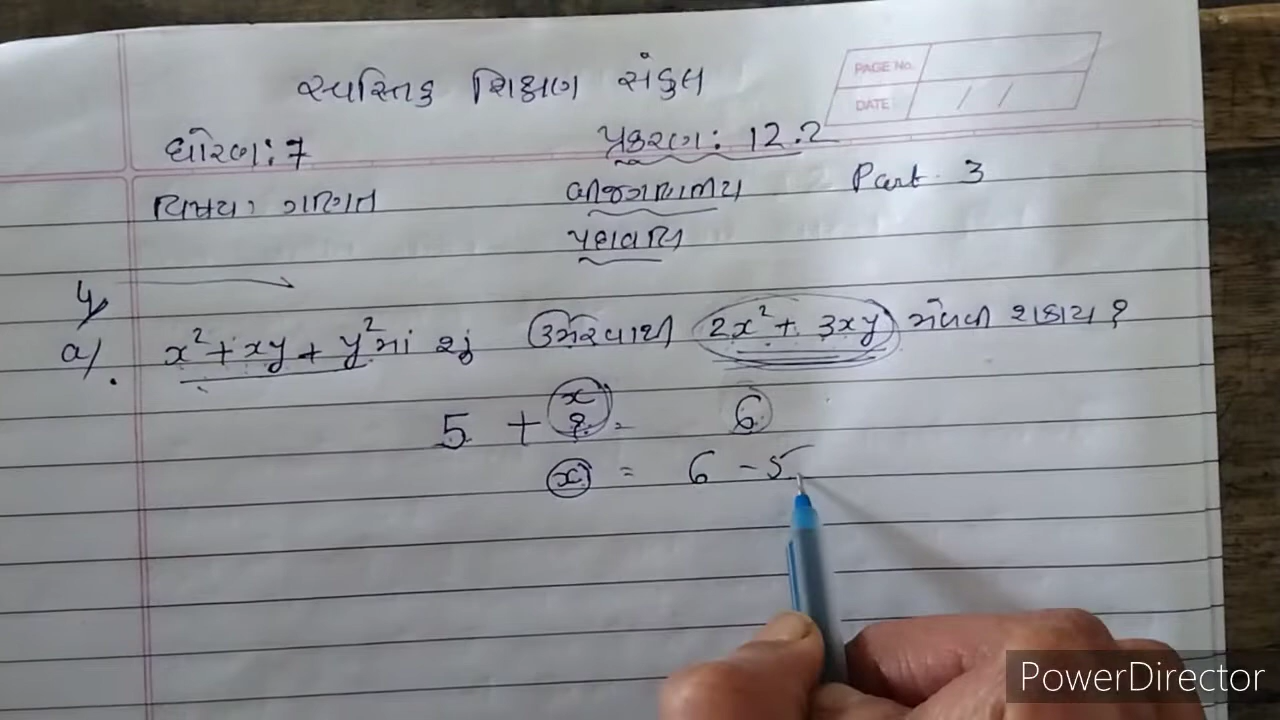 સ્વસ્તિક શિક્ષણ સંકુલ
PAGE No.
DATE: / /
ધોરણ: 7 પ્રકરણ: 12.2
વિષય: ગણિત બીજગણિતીય Part 3
પદાવલિ
4
a). x² + xy + y² માં શું ઉમેરવાથી 2x² + 3xy મેળવી શકાય ?
5 + x ? = 6
x = 6 - 5
PowerDirector